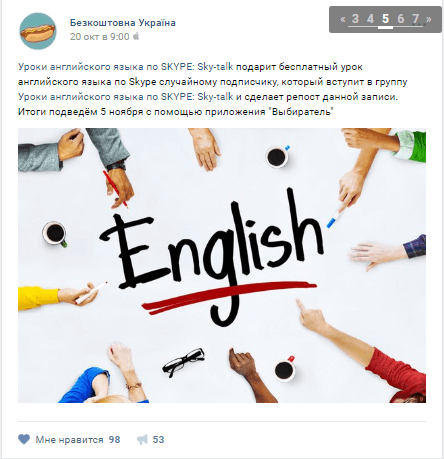 Безкоштовна Україна
20 окт в 9:00
« 3 4 5 6 7 »
Уроки английского языка по SKYPE: Sky-talk подарит бесплатный урок
английского языка по Skype случайному подписчику, который вступит в группу
Уроки английского языка по SKYPE: Sky-talk и сделает репост данной записи.
Итоги подведём 5 ноября с помощью приложения "Выбиратель"
English
Мне нравится 98 53